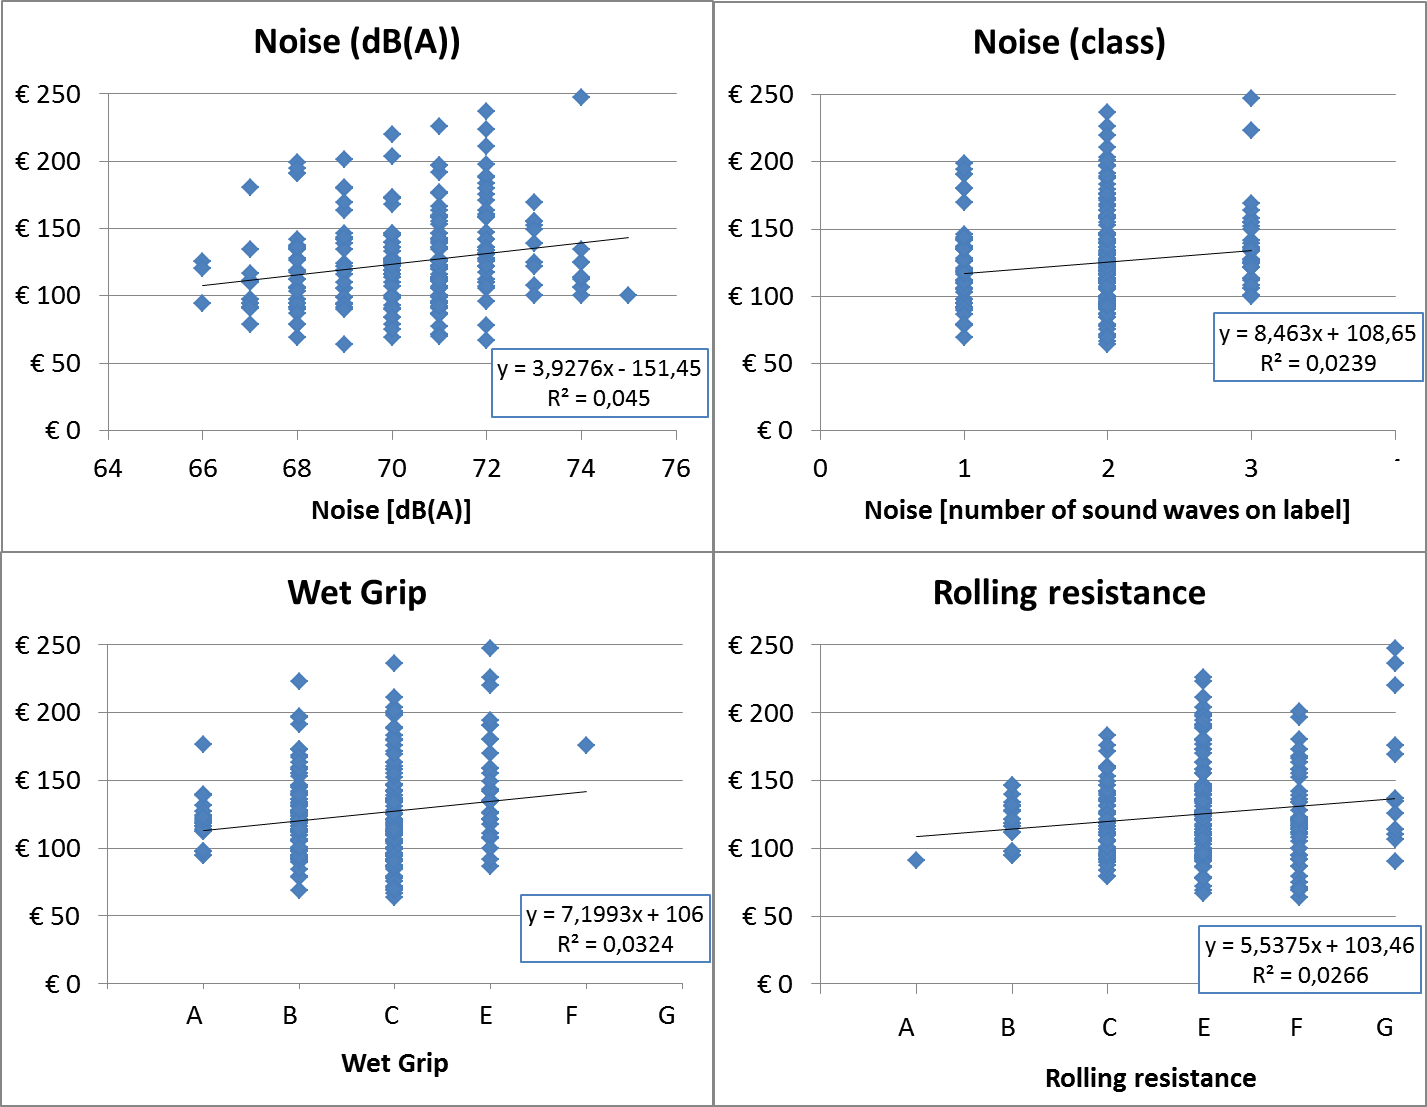 Noise (dB(A))
€ 250
€ 200
€ 150
€ 100
€ 50
€ 0
y = 3,9276x - 151,45
R² = 0,045
64 66 68 70 72 74 76
Noise [dB(A)]
Noise (class)
€ 250
€ 200
€ 150
€ 100
€ 50
€ 0
y = 8,463x + 108,65
R² = 0,0239
0 1 2 3
Noise [number of sound waves on label]
Wet Grip
€ 250
€ 200
€ 150
€ 100
€ 50
€ 0
y = 7,1993x + 106
R² = 0,0324
A B C E F G
Wet Grip
Rolling resistance
€ 250
€ 200
€ 150
€ 100
€ 50
€ 0
y = 5,5375x + 103,46
R² = 0,0266
A B C E F G
Rolling resistance